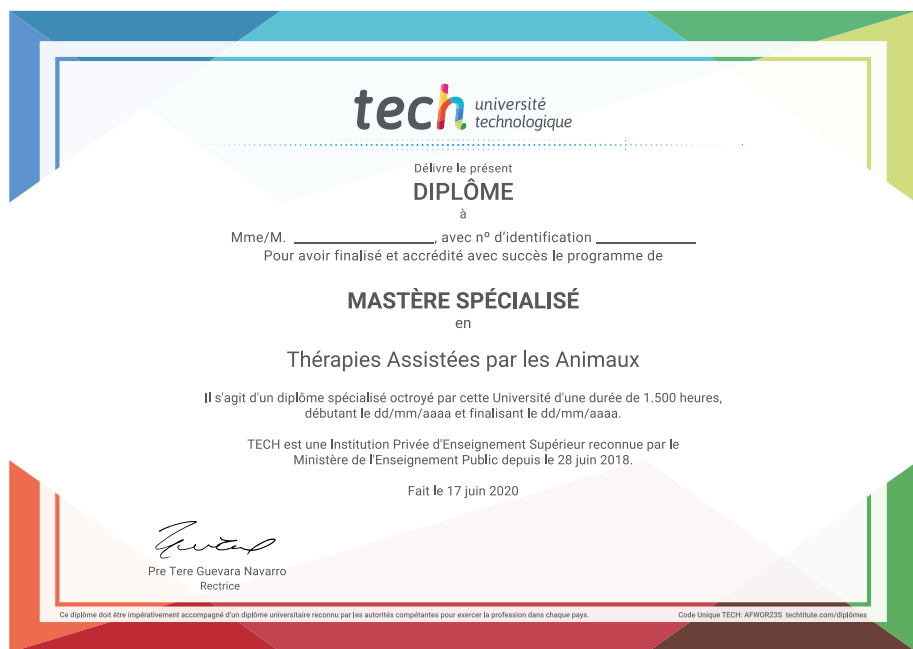 tech université
technologique
Délivre le présent
DIPLÔME
à
Mme/M. ____________, avec nº d'identification ____________
Pour avoir finalisé et accrédité avec succès le programme de
MASTÈRE SPÉCIALISÉ
en
Thérapies Assistées par les Animaux
Il s'agit d'un diplôme spécialisé octroyé par cette Université d'une durée de 1.500 heures,
débutant le dd/mm/aaaa et finalisant le dd/mm/aaaa.
TECH est une Institution Privée d'Enseignement Supérieur reconnue par le
Ministère de l'Enseignement Public depuis le 28 juin 2018.
Fait le 17 juin 2020
Pre Tere Guevara Navarro
Rectrice
Ce diplôme doit être impérativement accompagné d'un diplôme universitaire reconnu par les autorités compétantes pour exercer la profession dans chaque pays.
Code Unique TECH: AFWOR23S techtitute.com/diplômes